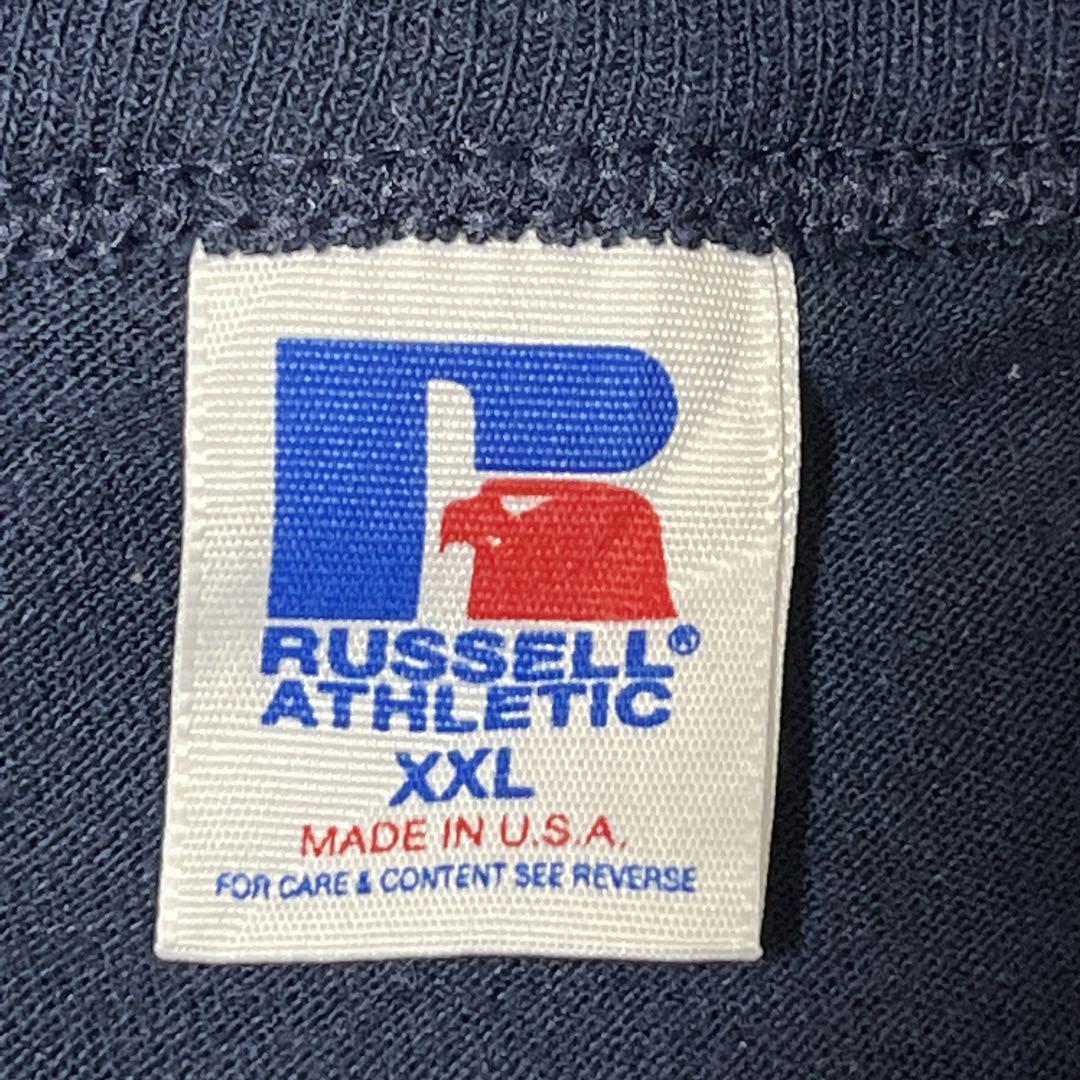 R
RUSSELL®
ATHLETIC
XXL
MADE IN U.S.A.
FOR CARE & CONTENT SEE REVERSE